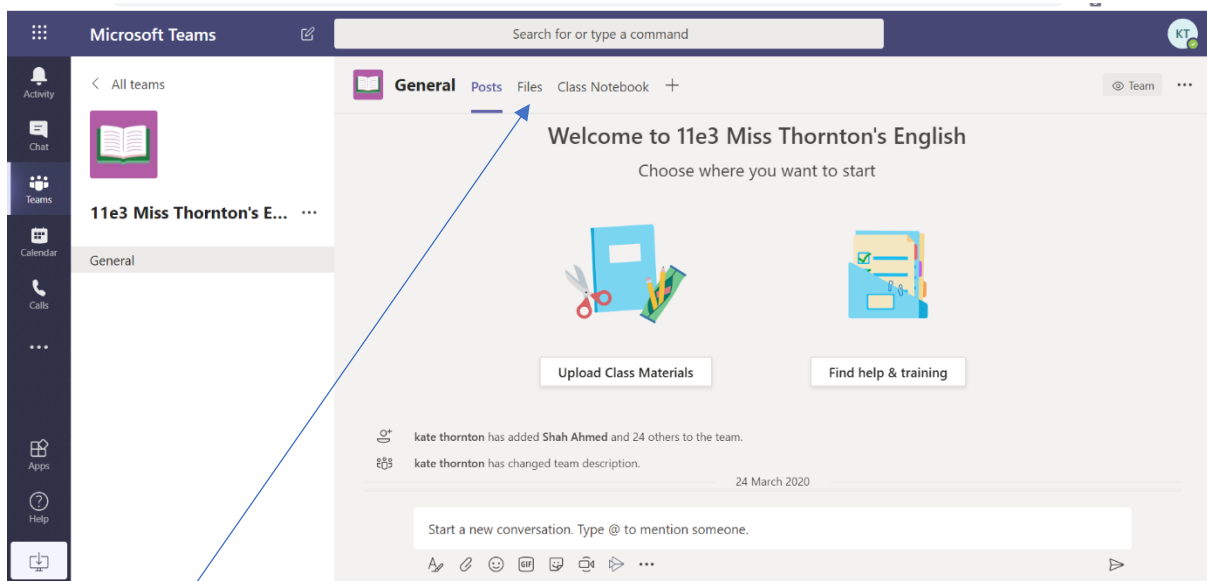 Microsoft Teams
Search for or type a command
KT
Activity
Chat
Teams
Calendar
Calls
Apps
Help
All teams
11e3 Miss Thornton's E...
General
General Posts Files Class Notebook
Team
Welcome to 11e3 Miss Thornton's English
Choose where you want to start
Upload Class Materials
Find help & training
kate thornton has added Shah Ahmed and 24 others to the team.
kate thornton has changed team description.
24 March 2020
Start a new conversation. Type @ to mention someone.
GIF